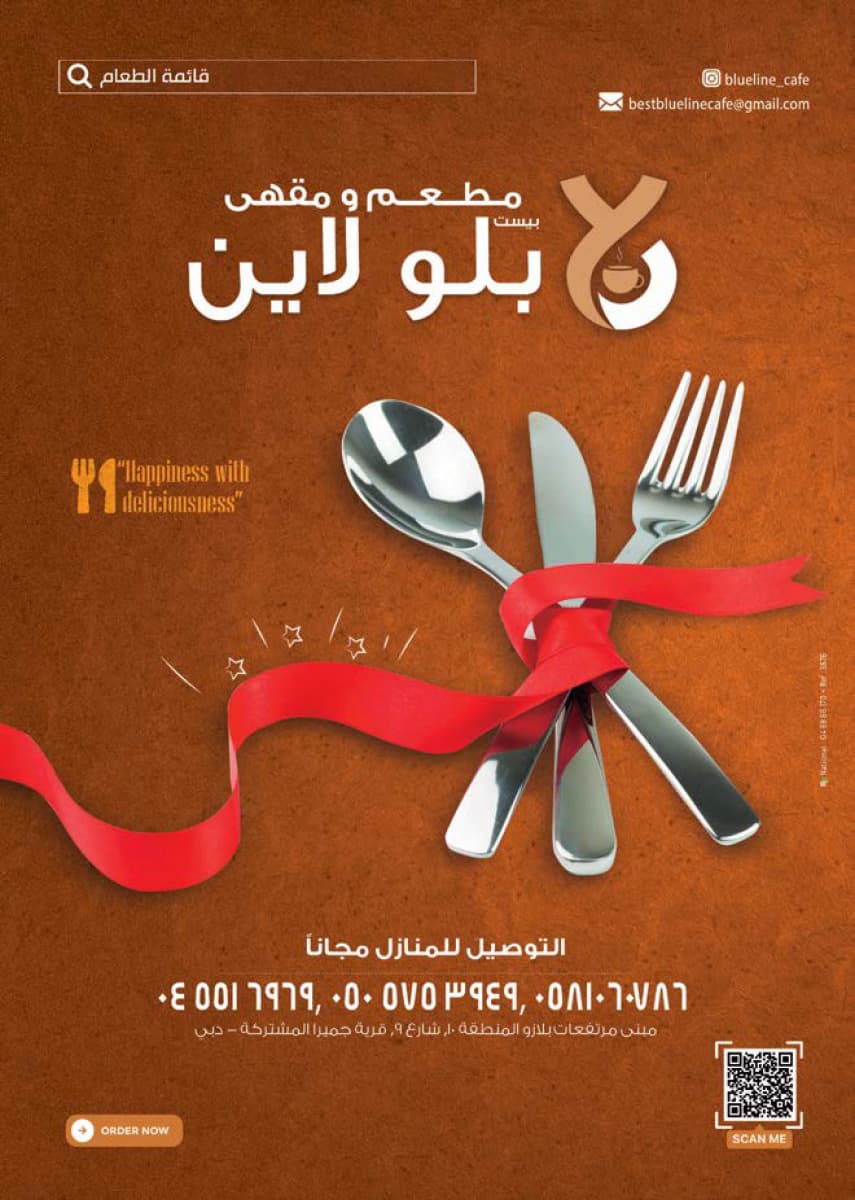 قائمة الطعام
blueline_cafe
bestbluelinecafe@gmail.com
مطعم و مقهى
بيست
بلو لاين
"Happiness with
deliciousness"
التوصيل للمنازل مجاناً
٠٤ ٥٥١ ٦٩٦٩, ٠٥٠ ٥٧٥ ٣٩٤٩, ٠٥٨١٠٦٠٧٨٦
مبنى مرتفعات بلازو المنطقة ١٠, شارع ٩, قرية جميرا المشتركة – دبي
ORDER NOW
SCAN ME